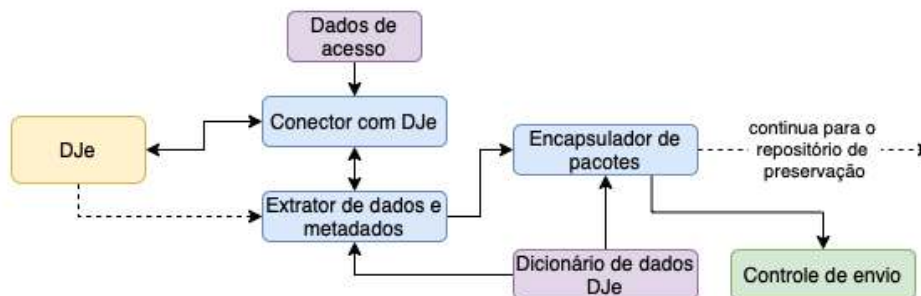 Dados de
acesso
Conector com DJe
DJe
Encapsulador de
pacotes
continua para o
repositório de
preservação
Extrator de dados e
metadados
Dicionário de dados
DJe
Controle de envio